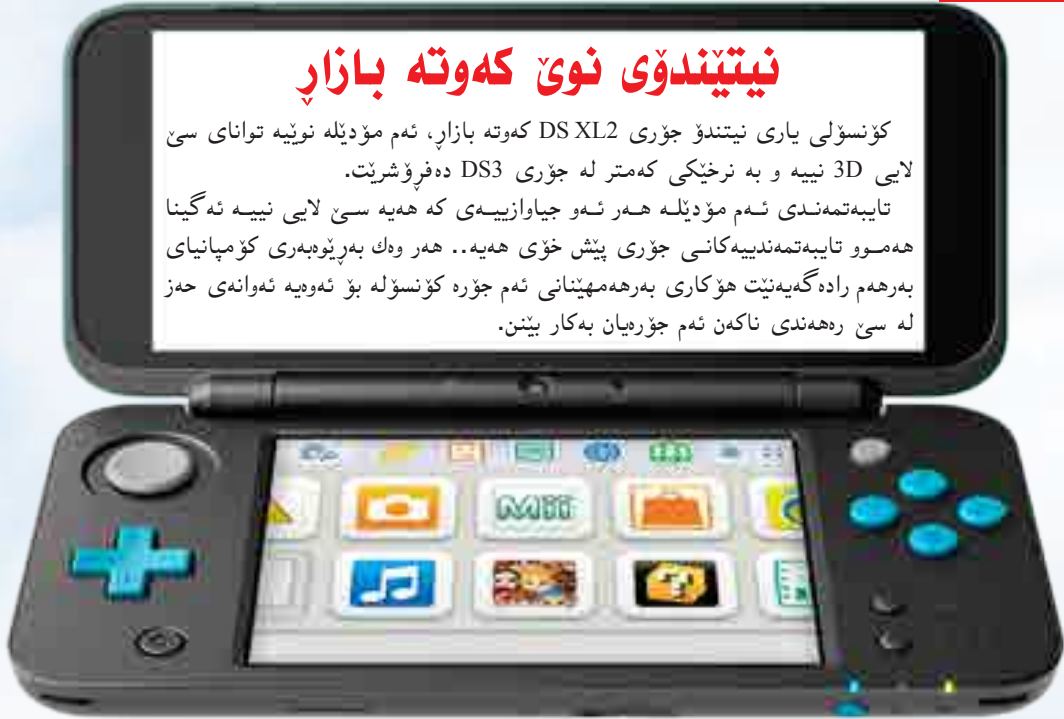 نیتێندۆی نوێ کەوتە بازاڕ
کۆنسۆلی یاری نیتندۆ جۆری DS XL2 کەوتە بازاڕ، ئەم مۆدێلە نوێیە توانای سێ
لایی 3D نییە و بە نرخێکی کەمتر لە جۆری DS3 دەفرۆشرێت.
تایبەتمەندی ئەم مۆدێلە هەر ئەو جیاوازییەی کە هەیە سێ لایی نییە ئەگینا
هەموو تایبەتمەندییەکانی جۆری پێش خۆی هەیە.. هەر وەك بەڕێوەبەری کۆمپانیای
بەرهەم رادەگەیەنێت هۆکاری بەرهەمهێنانی ئەم جۆرە کۆنسۆلە بۆ ئەوەیە ئەوانەی حەز
لە سێ رەهەندی ناکەن ئەم جۆرەیان بەکار بێنن.
Mii